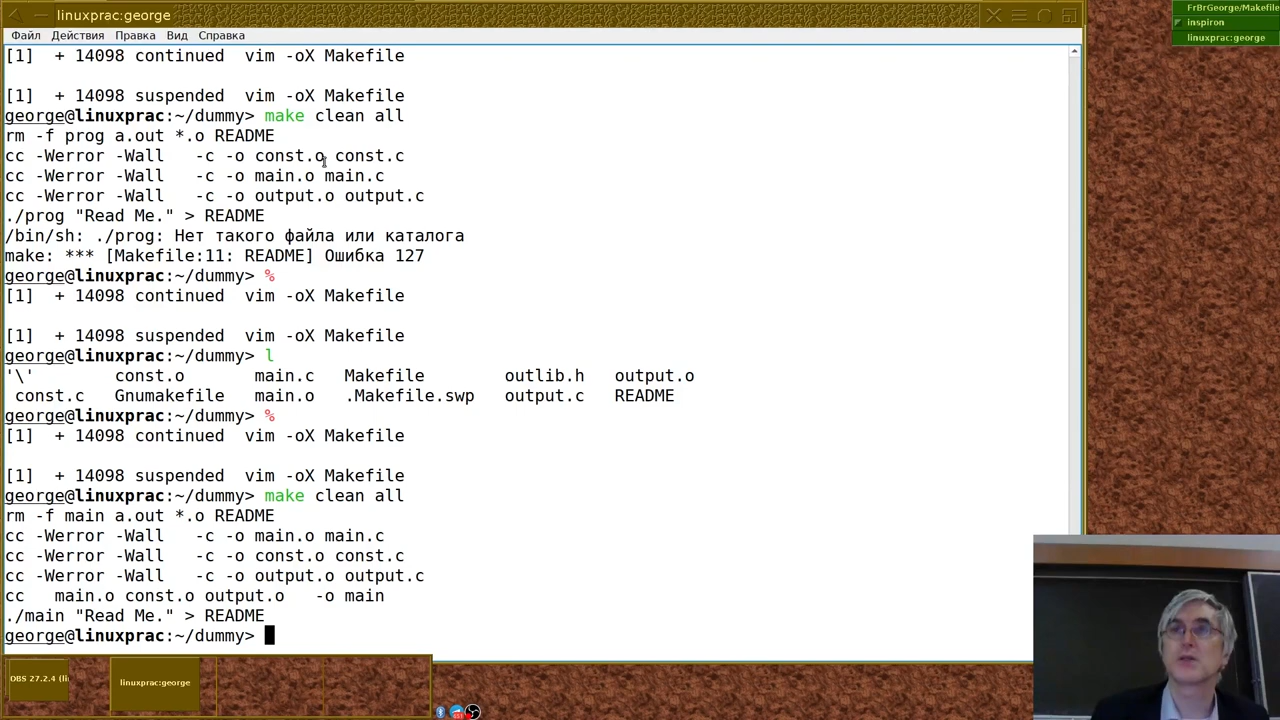 linuxprac:george
FrBrGeorge/Makefile
inspiron
linuxprac:george
Файл Действия Правка Вид Справка
[1]  + 14098 continued  vim -oX Makefile
[1]  + 14098 suspended  vim -oX Makefile
george@linuxprac:~/dummy> make clean all
rm -f prog a.out *.o README
cc -Werror -Wall   -c -o const.o const.c
cc -Werror -Wall   -c -o main.o main.c
cc -Werror -Wall   -c -o output.o output.c
./prog "Read Me." > README
/bin/sh: ./prog: Нет такого файла или каталога
make: *** [Makefile:11: README] Ошибка 127
george@linuxprac:~/dummy> %
[1]  + 14098 continued  vim -oX Makefile
[1]  + 14098 suspended  vim -oX Makefile
george@linuxprac:~/dummy> l
'\'        const.o       main.c   Makefile        outlib.h   output.o
const.c   Gnumakefile   main.o   .Makefile.swp   output.c   README
george@linuxprac:~/dummy> %
[1]  + 14098 continued  vim -oX Makefile
[1]  + 14098 suspended  vim -oX Makefile
george@linuxprac:~/dummy> make clean all
rm -f main a.out *.o README
cc -Werror -Wall   -c -o main.o main.c
cc -Werror -Wall   -c -o const.o const.c
cc -Werror -Wall   -c -o output.o output.c
cc   main.o const.o output.o   -o main
./main "Read Me." > README
george@linuxprac:~/dummy>
OBS 27.2.4 (li
linuxprac:george